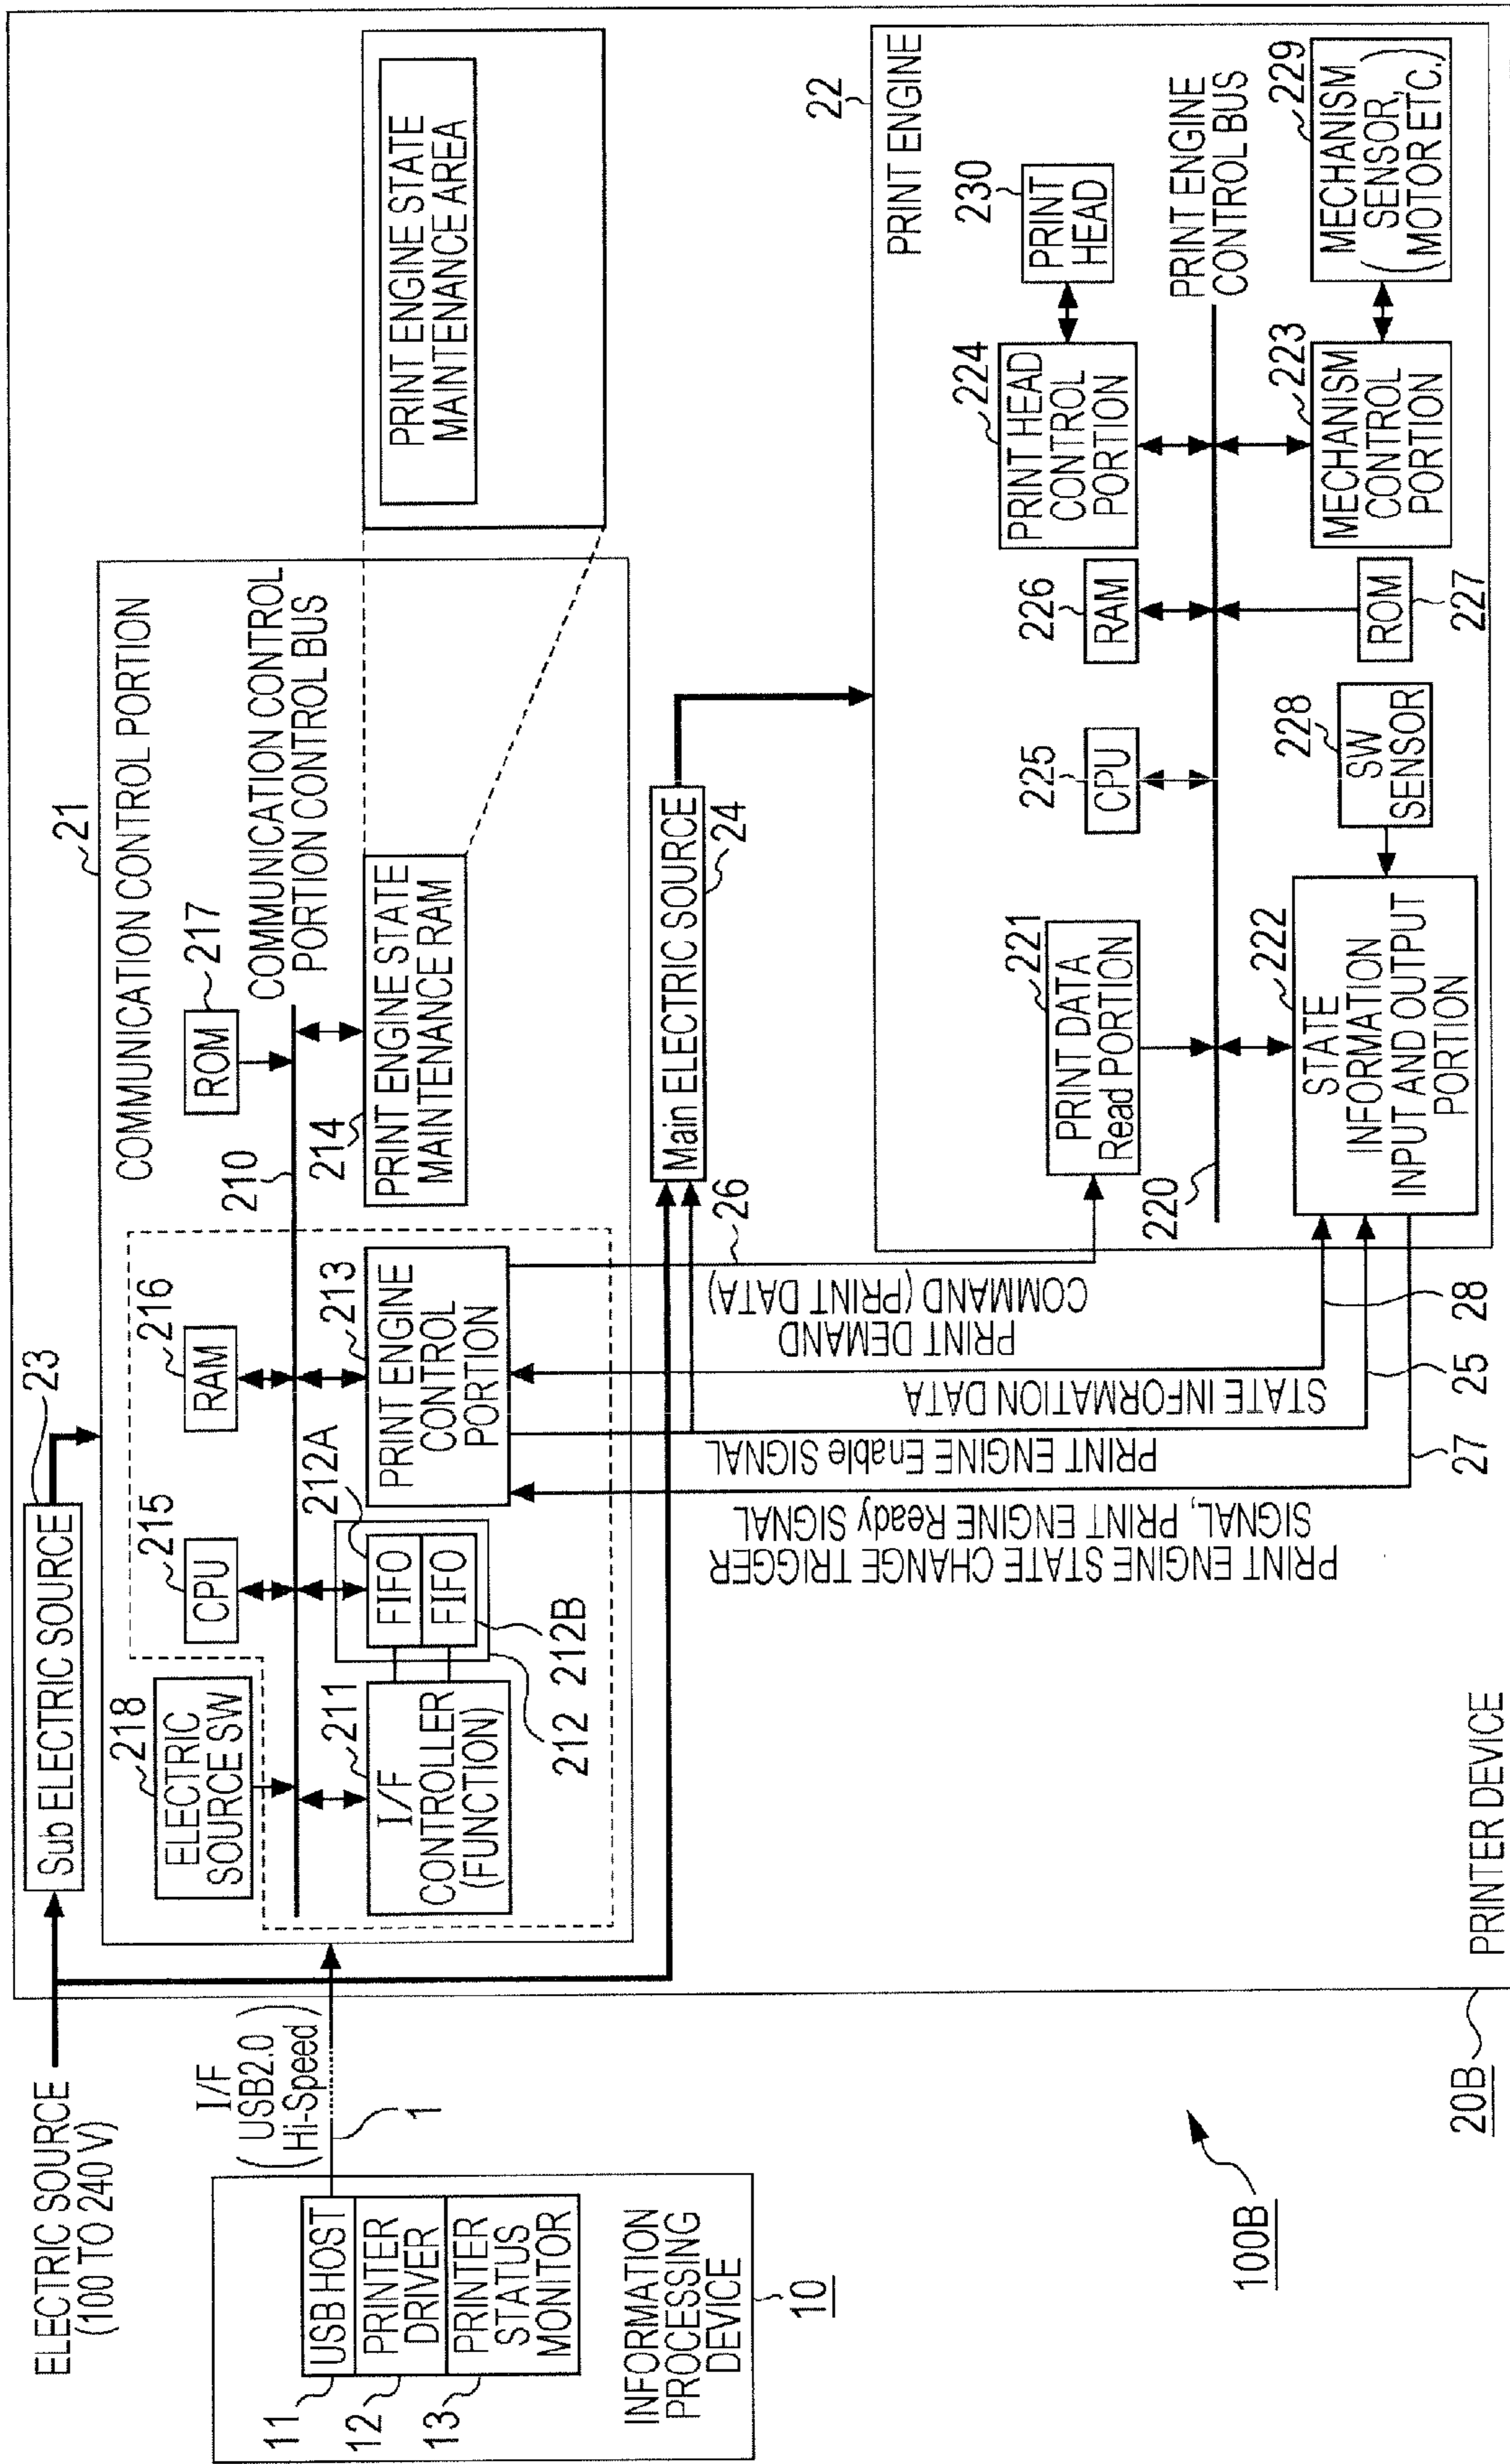 ELECTRIC SOURCE
(100 TO 240 V)
I/F
(USB2.0
Hi-Speed)
1
11
USB HOST
12
PRINTER
DRIVER
13
PRINTER
STATUS
MONITOR
INFORMATION
PROCESSING
DEVICE
10
100B
20B
PRINTER DEVICE
Sub ELECTRIC SOURCE
23
21
COMMUNICATION CONTROL PORTION
218
ELECTRIC
SOURCE SW
215
CPU
216
RAM
217
ROM
COMMUNICATION CONTROL
PORTION CONTROL BUS
210
211
I/F
CONTROLLER
(FUNCTION)
212A
FIFO
FIFO
212
212B
213
PRINT ENGINE
CONTROL
PORTION
214
PRINT ENGINE STATE
MAINTENANCE RAM
PRINT ENGINE STATE
MAINTENANCE AREA
Main ELECTRIC SOURCE
24
26
PRINT DEMAND
COMMAND (PRINT DATA)
STATE INFORMATION DATA
PRINT ENGINE Enable SIGNAL
PRINT ENGINE STATE CHANGE TRIGGER
SIGNAL, PRINT ENGINE Ready SIGNAL
28
25
27
22
PRINT ENGINE
221
PRINT DATA
Read PORTION
225
CPU
226
RAM
224
PRINT HEAD
CONTROL
PORTION
230
PRINT
HEAD
220
PRINT ENGINE
CONTROL BUS
222
STATE
INFORMATION
INPUT AND OUTPUT
PORTION
228
SW
SENSOR
ROM
227
223
MECHANISM
CONTROL
PORTION
229
MECHANISM
(SENSOR,
MOTOR ETC.)